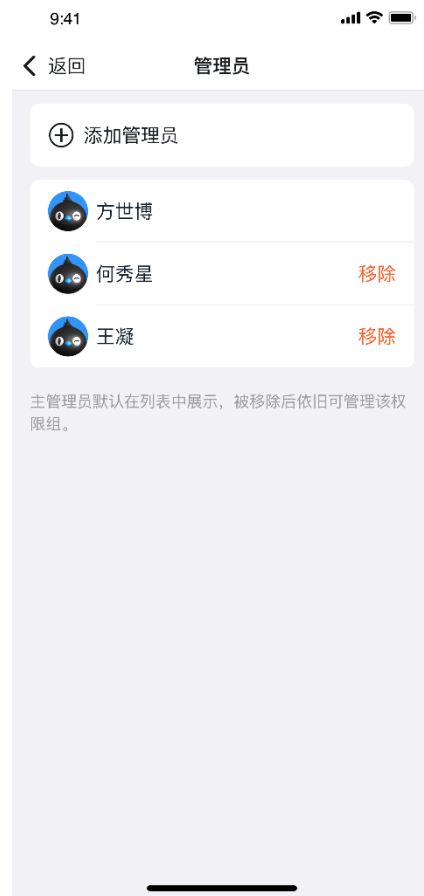 9:41
返回
管理员
添加管理员
方世博
何秀星
移除
王凝
移除
主管理员默认在列表中展示，被移除后依旧可管理该权
限组。